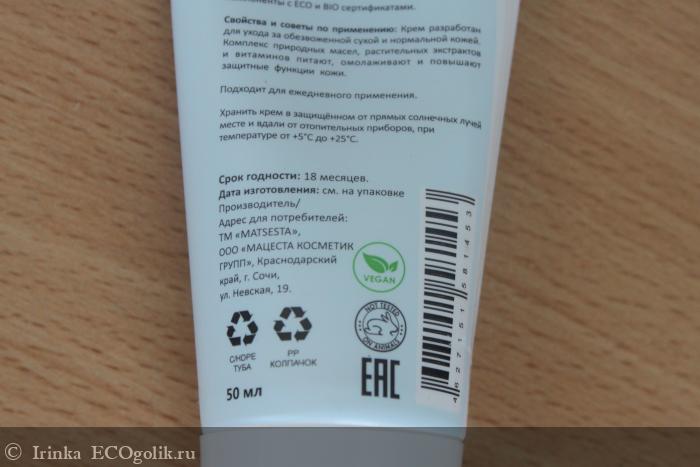 с ECO и BIO сертификатами.
Свойства и советы по применению: Крем разработан
для ухода за обезвоженной сухой и нормальной кожей.
Комплекс природных масел, растительных экстрактов
и витаминов питают, омолаживают и повышают
защитные функции кожи.
Подходит для ежедневного применения.
Хранить крем в защищённом от прямых солнечных лучей
месте и вдали от отопительных приборов, при
температуре от +5°С до +25°С.
Срок годности: 18 месяцев.
Дата изготовления: см. на упаковке
Производитель/
Адрес для потребителей:
ТМ «MATSESTA»,
ООО «МАЦЕСТА КОСМЕТИК
ГРУПП», Краснодарский
край, г. Сочи,
ул. Невская, 19.
VEGAN
NOT TESTED
ON ANIMALS
C/HDPE
ТУБА
PP
КОЛПАЧОК
50 мл
EAC
4 627151 581453
© Irinka ECOgolik.ru